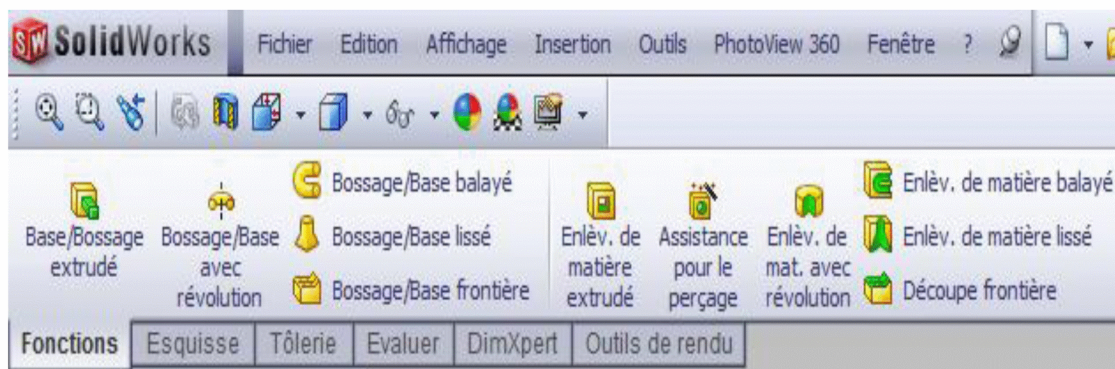 SolidWorks Fichier Edition Affichage Insertion Outils PhotoView 360 Fenêtre ?
Base/Bossage
extrudé
Bossage/Base
avec
révolution
Bossage/Base balayé
Bossage/Base lissé
Bossage/Base frontière
Enlèv. de
matière
extrudé
Assistance
pour le
perçage
Enlèv. de
mat. avec
révolution
Enlèv. de matière balayé
Enlèv. de matière lissé
Découpe frontière
Fonctions Esquisse Tôlerie Evaluer DimXpert Outils de rendu